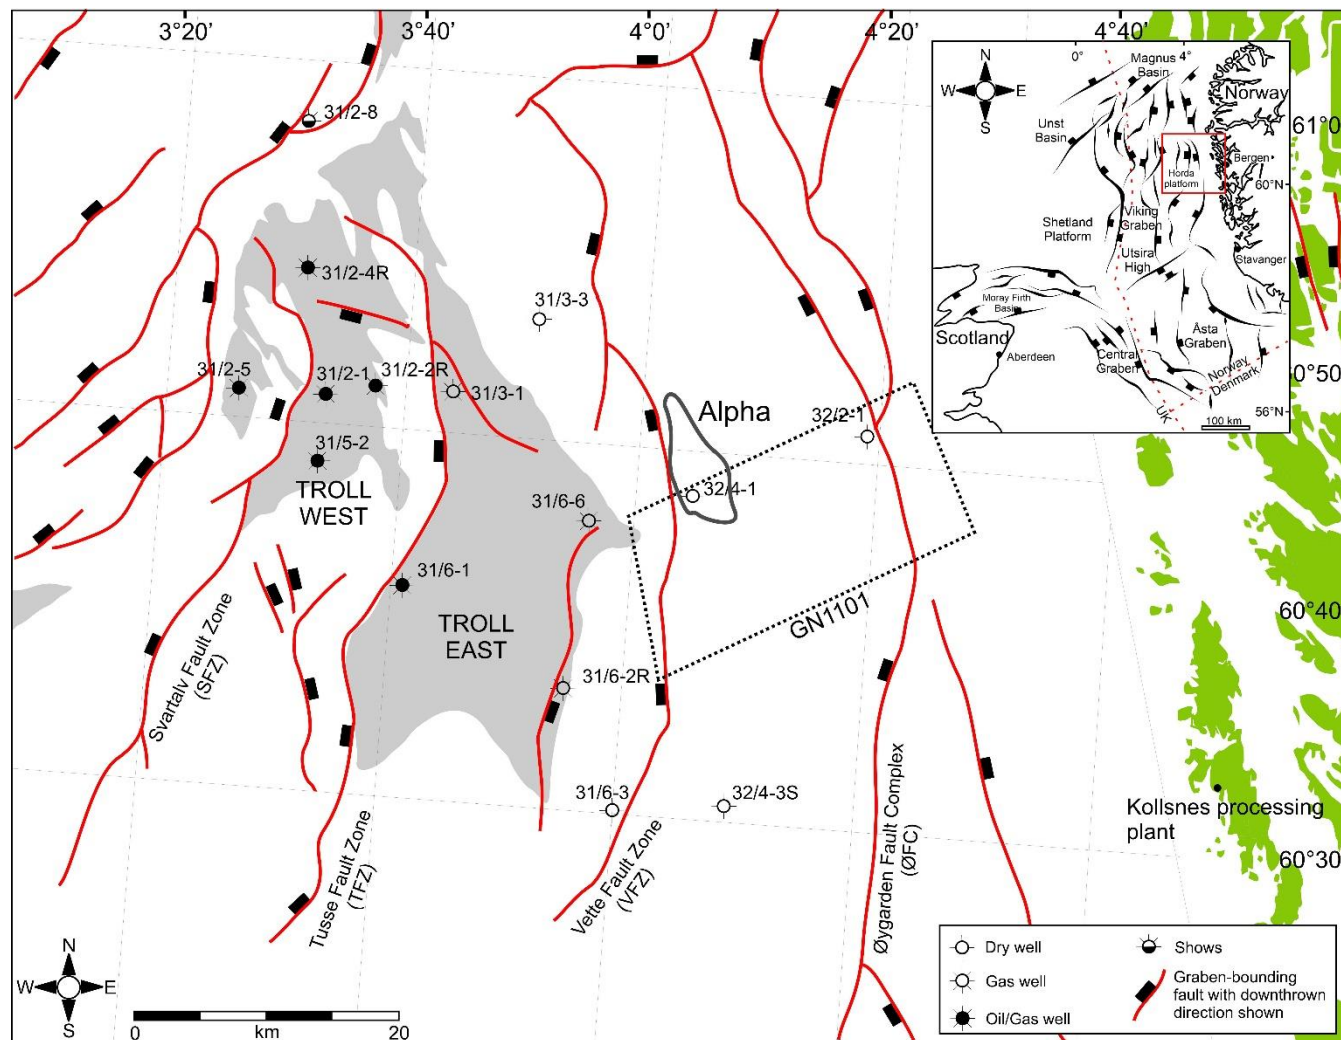 3°20'
3°40'
4°0'
4°20'
4°40'
61°0
60°50
60°40
60°30
31/2-8
31/2-4R
31/3-3
31/2-5
31/2-1
31/2-2R
31/3-1
31/5-2
TROLL
WEST
31/6-6
Alpha
32/2-1
32/4-1
GN1101
31/6-1
TROLL
EAST
31/6-2R
31/6-3
32/4-3S
Svartalv Fault Zone
(SFZ)
Tusse Fault Zone
(TFZ)
Vette Fault Zone
(VFZ)
Øygarden Fault Complex
(ØFC)
Kollsnes processing
plant
N
W
E
S
0
km
20
0°
4°
N
W
E
S
Magnus
Basin
Norway
Unst
Basin
Bergen
Horda
platform
60°N
Shetland
Platform
Viking
Graben
Utsira
High
Stavanger
Moray Firth
Basin
Scotland
Aberdeen
Central
Graben
Åsta
Graben
Norway
Denmark
UK
56°N
100 km
Dry well
Gas well
Oil/Gas well
Shows
Graben-bounding
fault with downthrown
direction shown